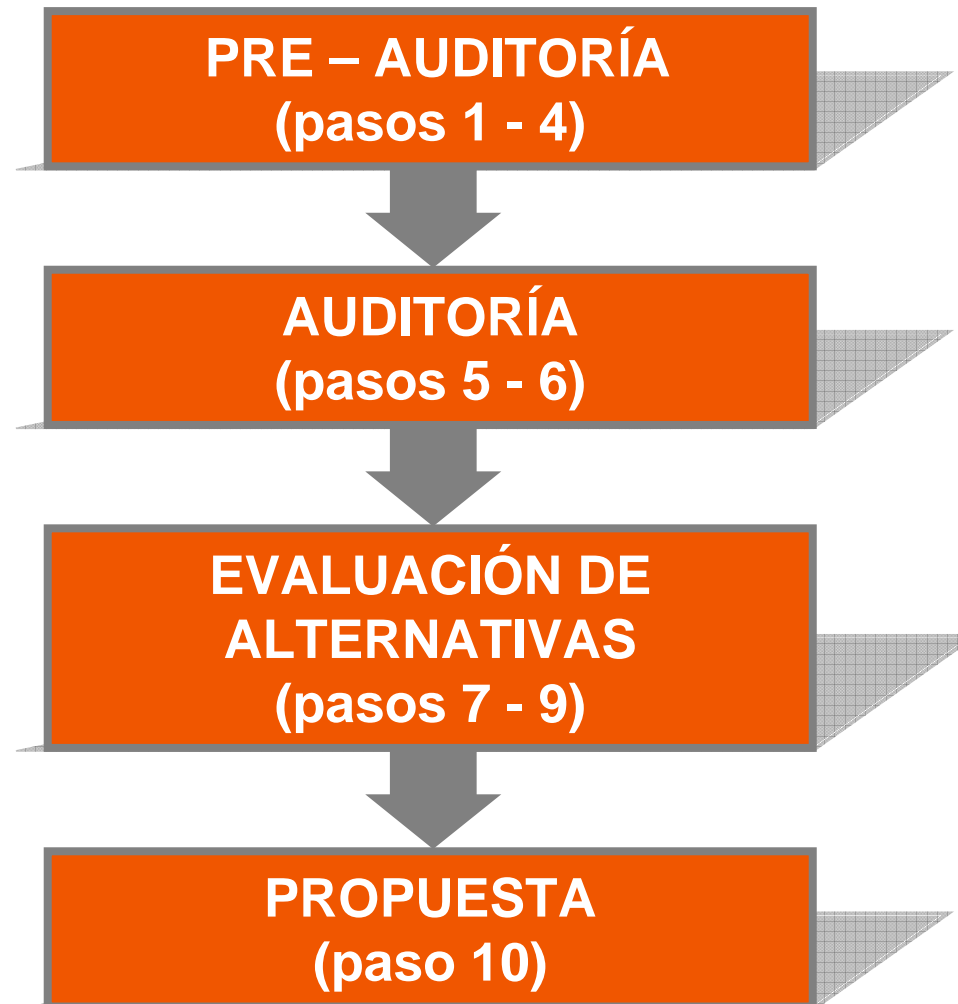 PRE – AUDITORÍA
(pasos 1 - 4)
AUDITORÍA
(pasos 5 - 6)
EVALUACIÓN DE
ALTERNATIVAS
(pasos 7 - 9)
PROPUESTA
(paso 10)